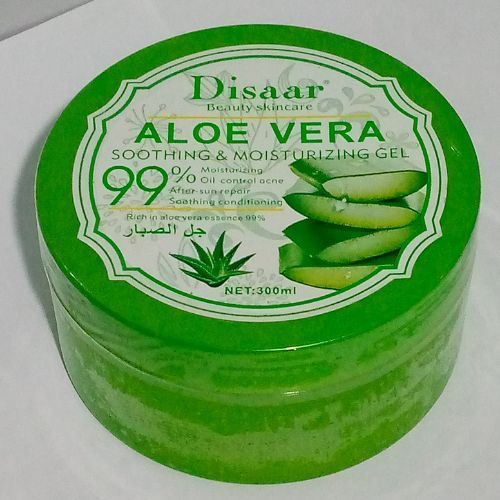 Disaar
Beauty skincare
ALOE VERA
SOOTHING & MOISTURIZING GEL
99%
Moisturizing
Oil-control acne
After-sun repair
Soothing conditioning
Rich in aloe vera essence 99%
جل الصبار
NET:300ml